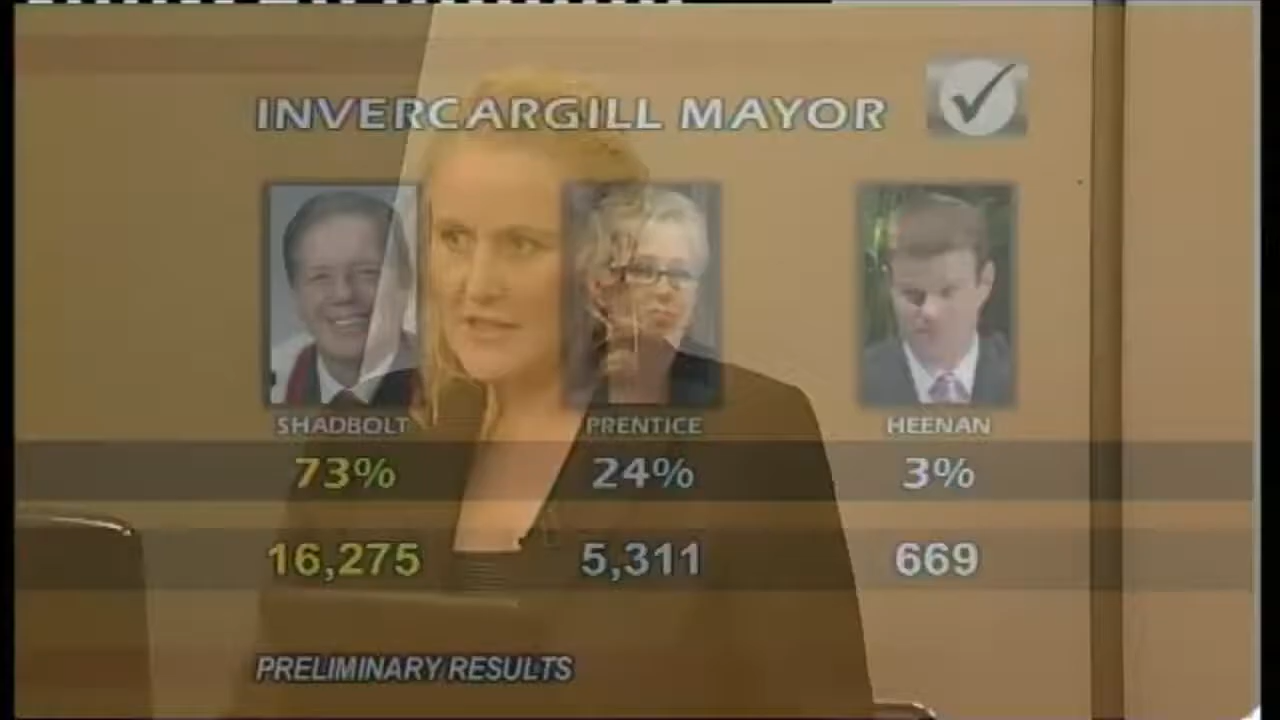 INVERCARGILL MAYOR
SHADBOLT PRENTICE HEENAN
73% 24% 3%
16,275 5,311 669
PRELIMINARY RESULTS